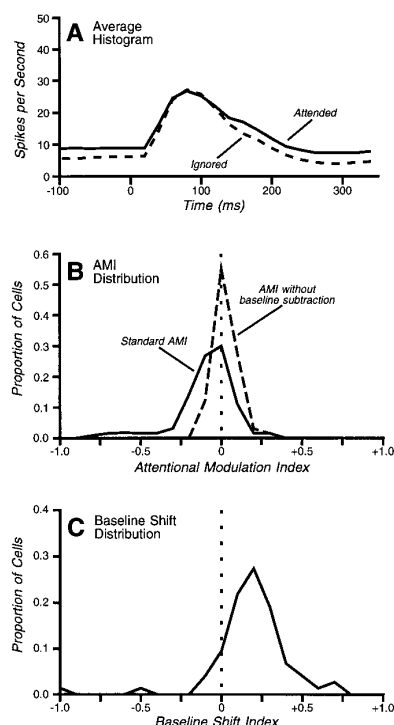 A Average
Histogram
Spikes per Second
50
40
30
20
10
0
Attended
Ignored
-100 0 100 200 300
Time (ms)
B AMI
Distribution
Proportion of Cells
0.6
0.5
0.4
0.3
0.2
0.1
0.0
AMI without
baseline subtraction
Standard AMI
-1.0 -0.5 0 +0.5 +1.0
Attentional Modulation Index
C Baseline Shift
Distribution
Proportion of Cells
0.4
0.3
0.2
0.1
0.0
-1.0 -0.5 0 +0.5 +1.0
Baseline Shift Index